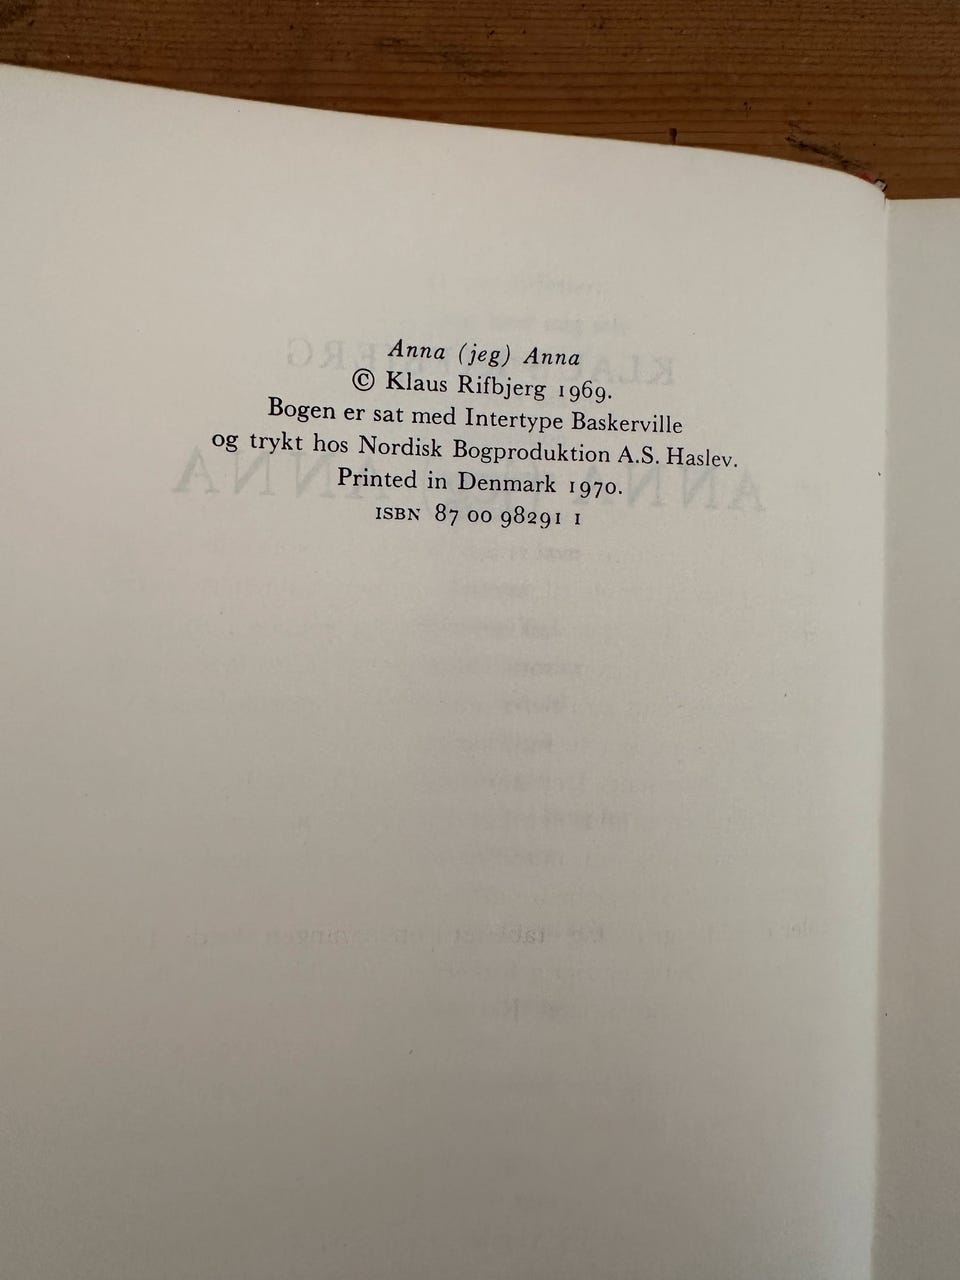 Anna (jeg) Anna
© Klaus Rifbjerg 1969.
Bogen er sat med Intertype Baskerville
og trykt hos Nordisk Bogproduktion A.S. Haslev.
Printed in Denmark 1970.
ISBN 87 00 98291 1